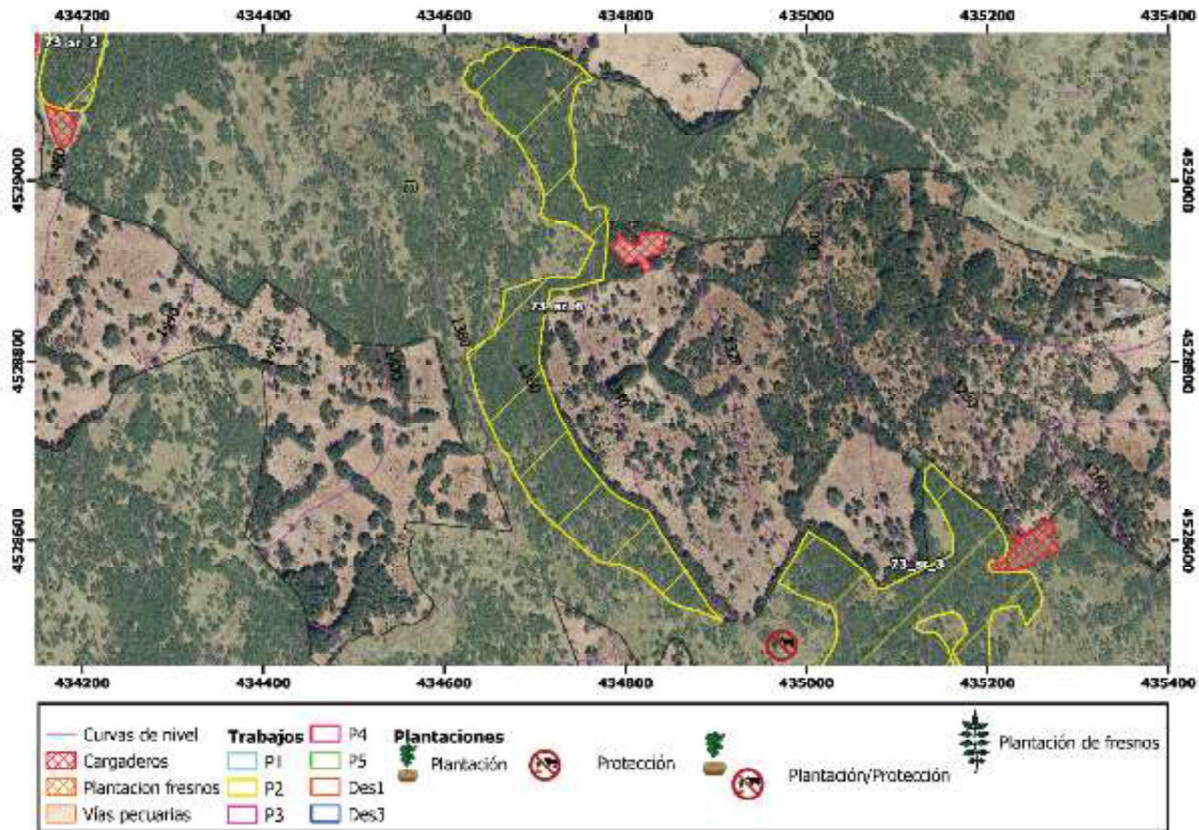 434200 434400 434600 434800 435000 435200 435400
73_sr_2
4529000 4529000
73_sr_6
1380
1360
4528800 4528800
4528600 4528600
73_sr_3
434200 434400 434600 434800 435000 435200 435400
Curvas de nivel
Cargaderos
Plantacion fresnos
Vías pecuarias
Trabajos
P1
P2
P3
P4
P5
Des1
Des3
Plantaciones
Plantación
Protección
Plantación/Protección
Plantación de fresnos